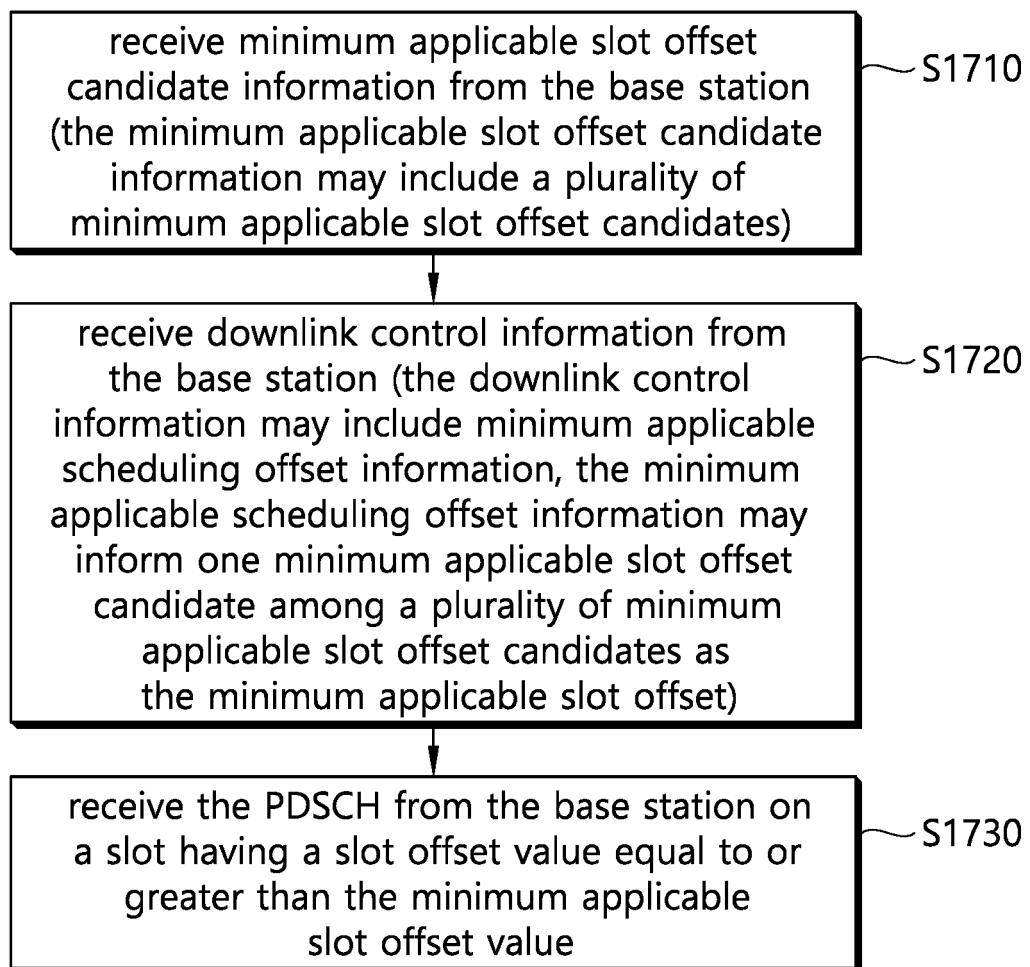 receive minimum applicable slot offset
candidate information from the base station
(the minimum applicable slot offset candidate
information may include a plurality of
minimum applicable slot offset candidates)
S1710
receive downlink control information from
the base station (the downlink control
information may include minimum applicable
scheduling offset information, the minimum
applicable scheduling offset information may
inform one minimum applicable slot offset
candidate among a plurality of minimum
applicable slot offset candidates as
the minimum applicable slot offset)
S1720
receive the PDSCH from the base station on
a slot having a slot offset value equal to or
greater than the minimum applicable
slot offset value
S1730